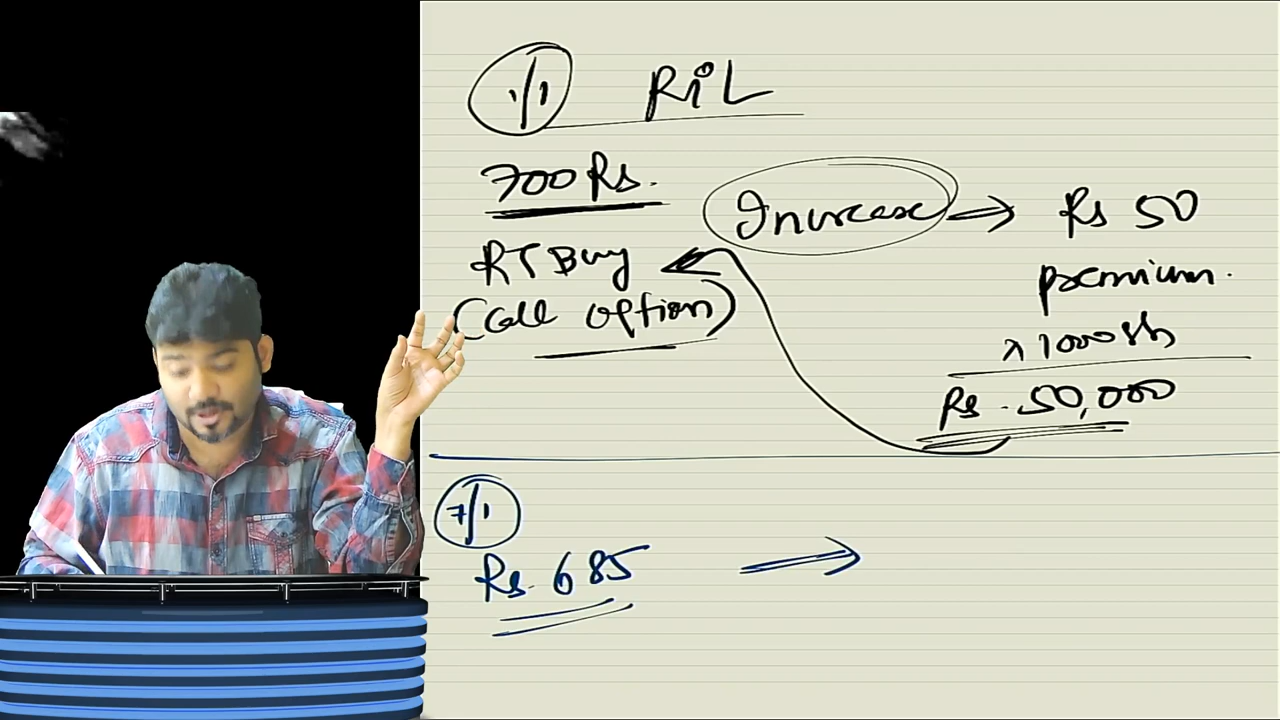 1/1 RiL
700 Rs.
Increase => Rs 50
RT Buy
premium.
(Call option)
x 1000 sh
Rs. 50,000
7/1
Rs. 685 =>